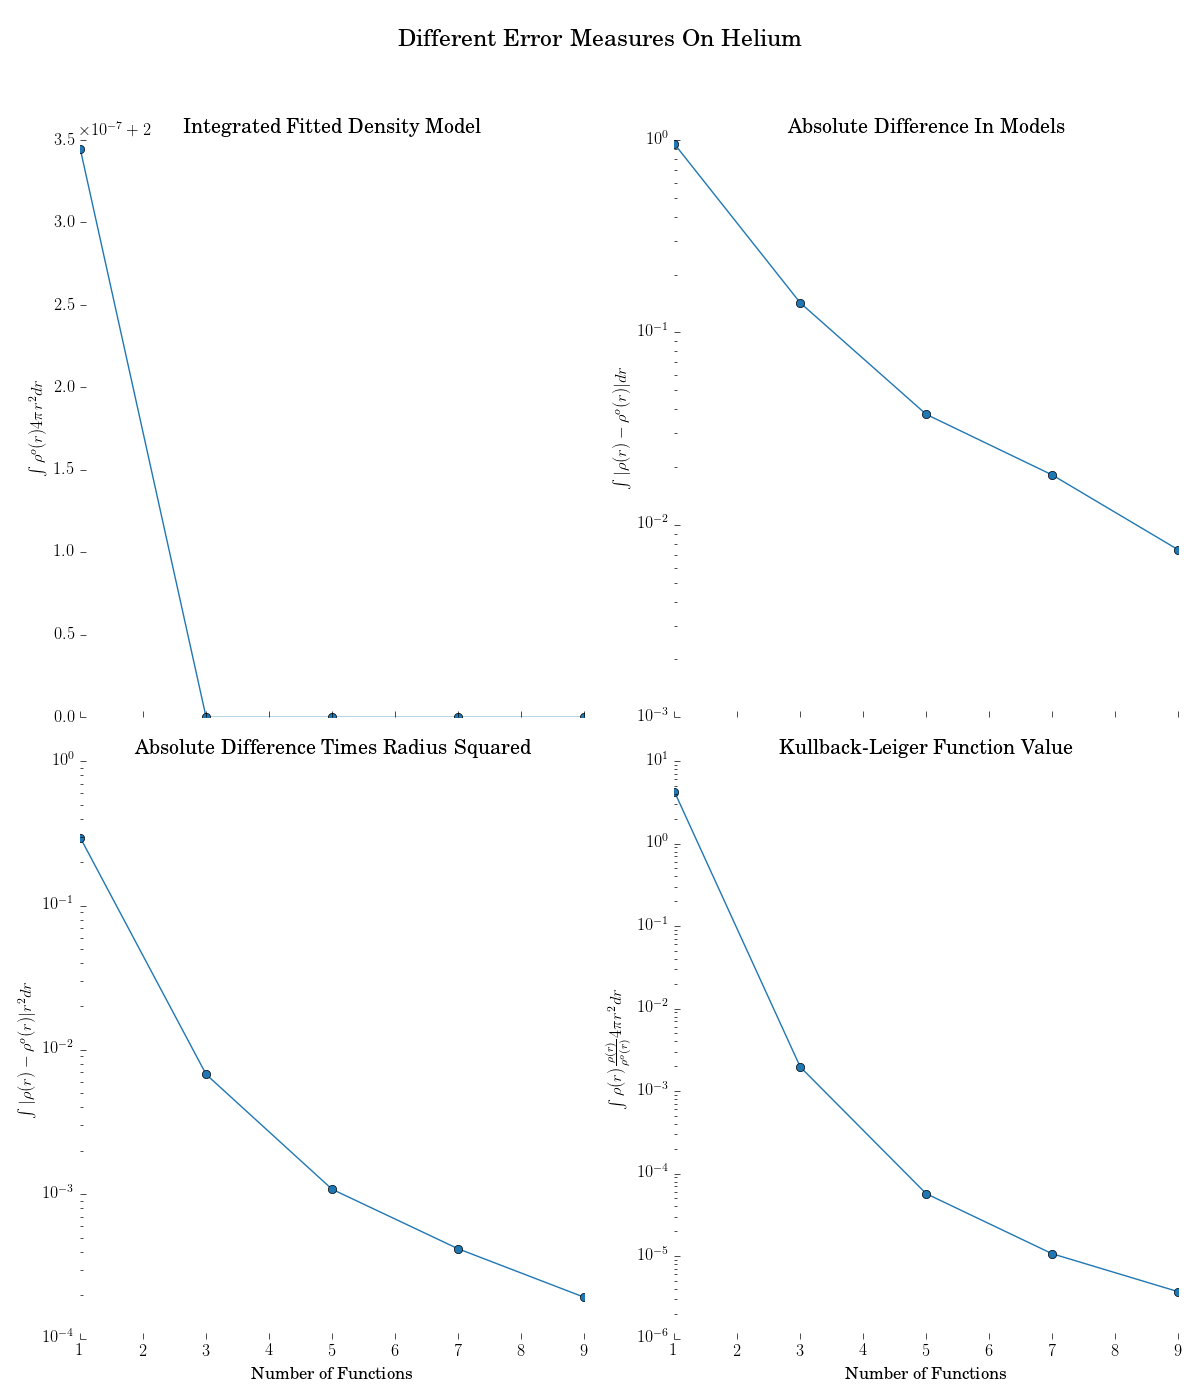 Different Error Measures On Helium
Integrated Fitted Density Model
×10⁻⁷ + 2
3.5
3.0
2.5
2.0
1.5
1.0
0.5
0.0
∫ ρᵒ(r)4πr²dr
Absolute Difference In Models
10⁰
10⁻¹
10⁻²
10⁻³
∫ |ρ(r) − ρᵒ(r)|dr
Absolute Difference Times Radius Squared
10⁰
10⁻¹
10⁻²
10⁻³
10⁻⁴
∫ |ρ(r) − ρᵒ(r)|r²dr
1 2 3 4 5 6 7 8 9
Number of Functions
Kullback-Leiger Function Value
10¹
10⁰
10⁻¹
10⁻²
10⁻³
10⁻⁴
10⁻⁵
10⁻⁶
∫ ρ(r) ρ(r)/ρᵒ(r) 4πr²dr
1 2 3 4 5 6 7 8 9
Number of Functions